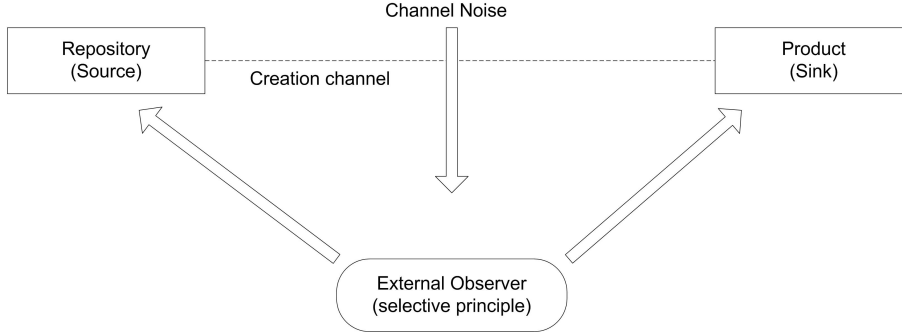 Channel Noise
Repository
(Source)
Creation channel
Product
(Sink)
External Observer
(selective principle)